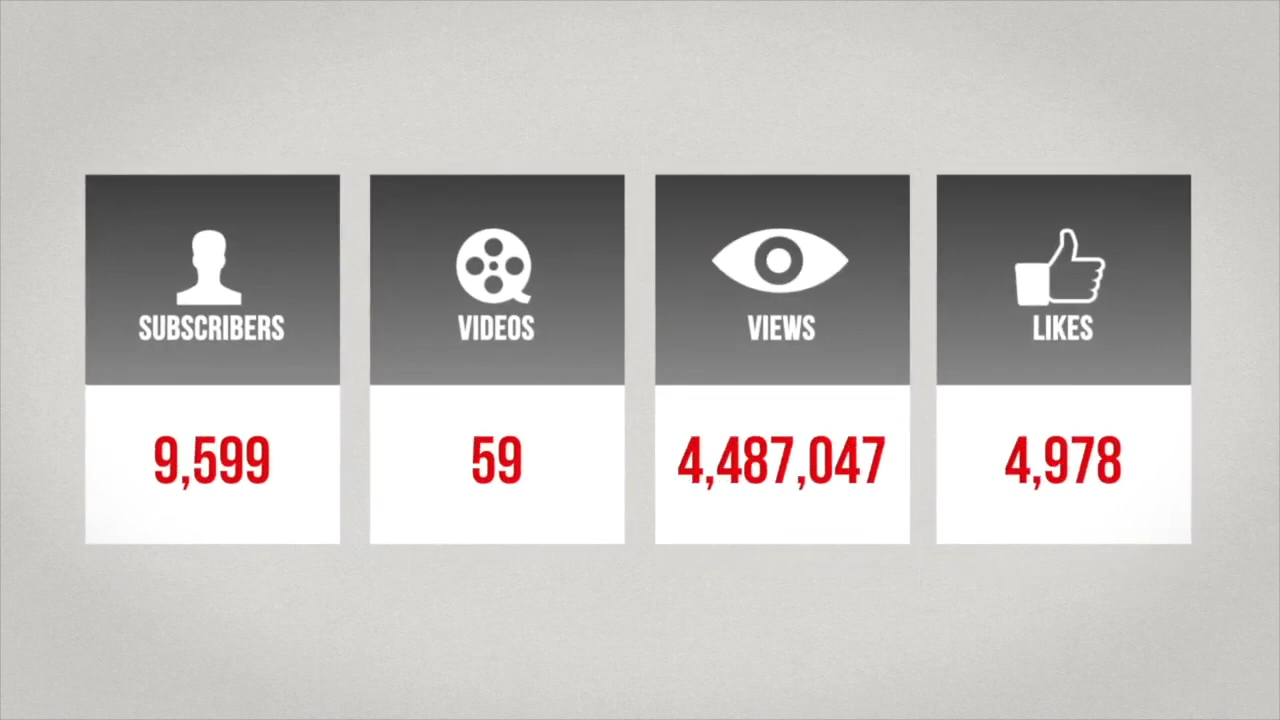 SUBSCRIBERS
VIDEOS
VIEWS
LIKES
9,599
59
4,487,047
4,978